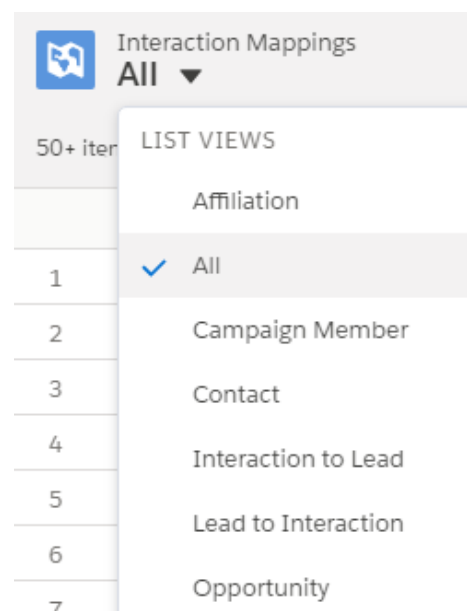 Interaction Mappings
All
50+ iter
LIST VIEWS
Affiliation
All
Campaign Member
Contact
Interaction to Lead
Lead to Interaction
Opportunity
1
2
3
4
5
6
7